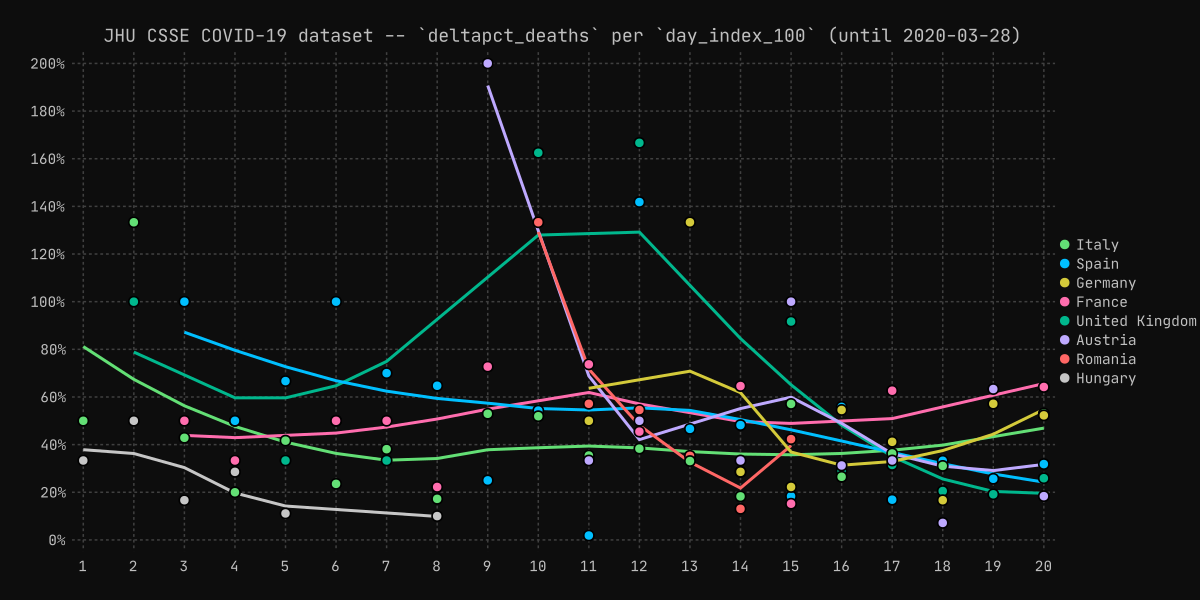 JHU CSSE COVID-19 dataset -- `deltapct_deaths` per `day_index_100` (until 2020-03-28)
200%
180%
160%
140%
120%
100%
80%
60%
40%
20%
0%
1 2 3 4 5 6 7 8 9 10 11 12 13 14 15 16 17 18 19 20
Italy
Spain
Germany
France
United Kingdom
Austria
Romania
Hungary